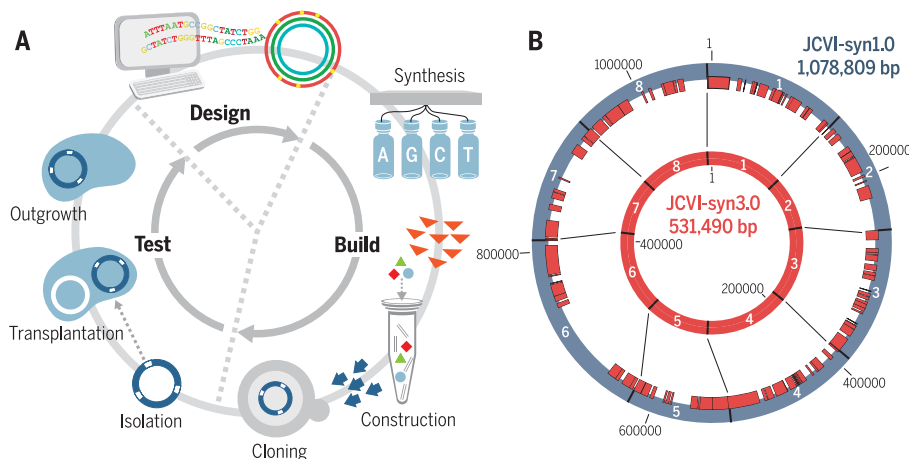 A
ATTTAATGCCGGCTATCTGG
GCTATCTGGGTTTAGCCCTAAA
Design
Synthesis
A G C T
Outgrowth
Test
Build
Transplantation
Isolation
Cloning
Construction
B
JCVI-syn1.0
1,078,809 bp
1
1000000
200000
800000
400000
600000
1
2
3
4
5
6
7
8
JCVI-syn3.0
531,490 bp
1
400000
200000
1
2
3
4
5
6
7
8